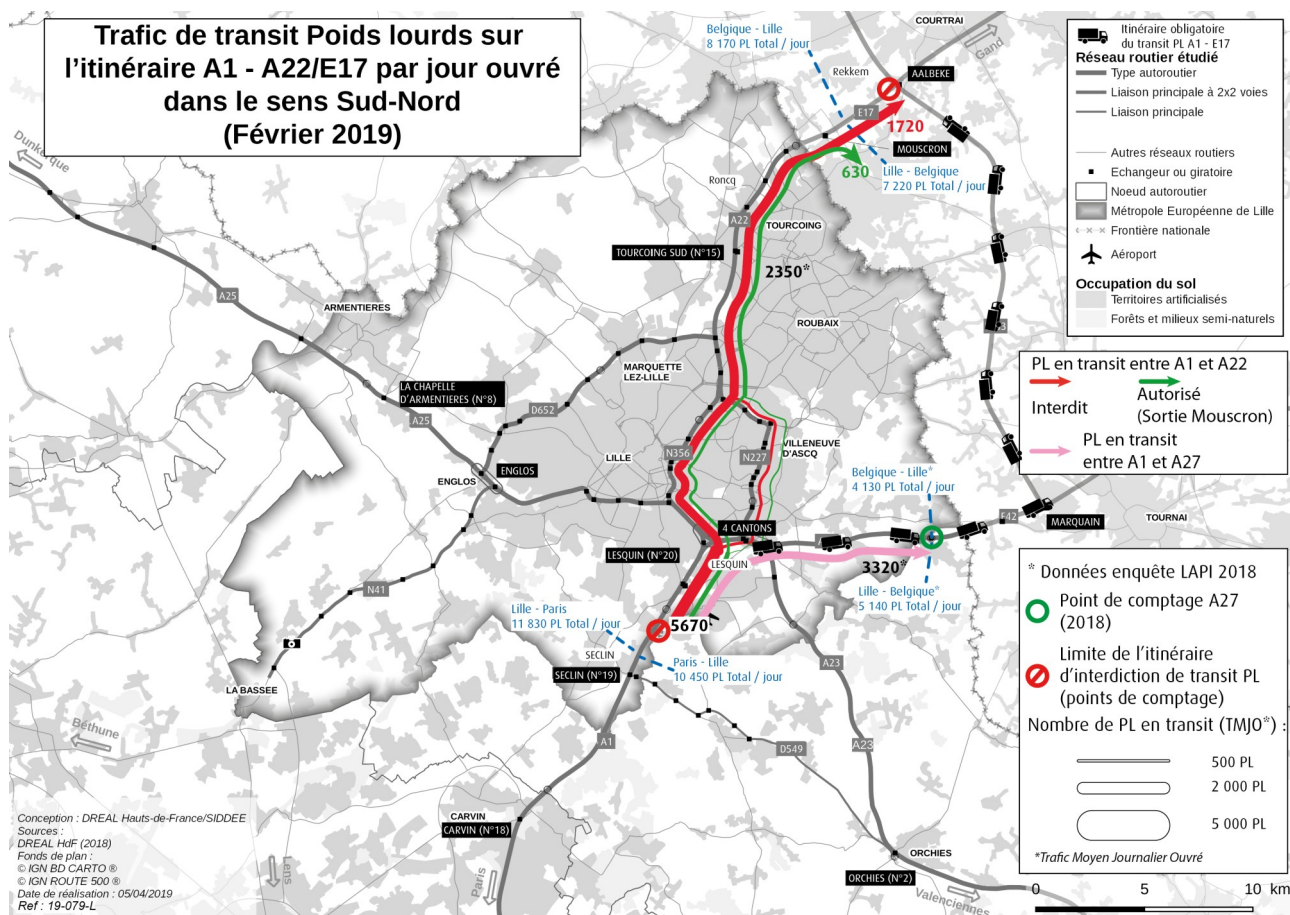 Trafic de transit Poids lourds sur
l'itinéraire A1 - A22/E17 par jour ouvré
dans le sens Sud-Nord
(Février 2019)
Belgique - Lille
8 170 PL Total / jour
COURTRAI
Gand
Rekkem
AALBEKE
E17
1720
MOUSCRON
630
Lille - Belgique
7 220 PL Total / jour
Dunkerque
Roncq
A22
TOURCOING
TOURCOING SUD (N°15)
2350*
A25
ARMENTIERES
ROUBAIX
MARQUETTE
LEZ-LILLE
LA CHAPELLE
D'ARMENTIERES (N°8)
D652
A25
VILLENEUVE
D'ASCQ
N356
N227
LILLE
ENGLOS
ENGLOS
Belgique - Lille*
4 130 PL Total / jour
4 CANTONS
E42
MARQUAIN
TOURNAI
LESQUIN (N°20)
LESQUIN
3320*
Lille - Belgique*
5 140 PL Total / jour
N41
Lille - Paris
11 830 PL Total / jour
5670
SECLIN
SECLIN (N°19)
Paris - Lille
10 450 PL Total / jour
A23
LA BASSEE
Béthune
A1
D549
A23
CARVIN
CARVIN (N°18)
ORCHIES
ORCHIES (N°2)
Lens
Paris
Valenciennes
Itinéraire obligatoire
du transit PL A1 - E17
Réseau routier étudié
Type autoroutier
Liaison principale à 2x2 voies
Liaison principale
Autres réseaux routiers
Echangeur ou giratoire
Noeud autoroutier
Métropole Européenne de Lille
Frontière nationale
Aéroport
Occupation du sol
Territoires artificialisés
Forêts et milieux semi-naturels
PL en transit entre A1 et A22
Interdit
Autorisé
(Sortie Mouscron)
PL en transit
entre A1 et A27
* Données enquête LAPI 2018
Point de comptage A27
(2018)
Limite de l'itinéraire
d'interdiction de transit PL
(points de comptage)
Nombre de PL en transit (TMJO*) :
500 PL
2 000 PL
5 000 PL
*Trafic Moyen Journalier Ouvré
0 5 10 km
Conception : DREAL Hauts-de-France/SIDDEE
Sources :
DREAL HdF (2018)
Fonds de plan :
© IGN BD CARTO ®
© IGN ROUTE 500 ®
Date de réalisation : 05/04/2019
Ref : 19-079-L